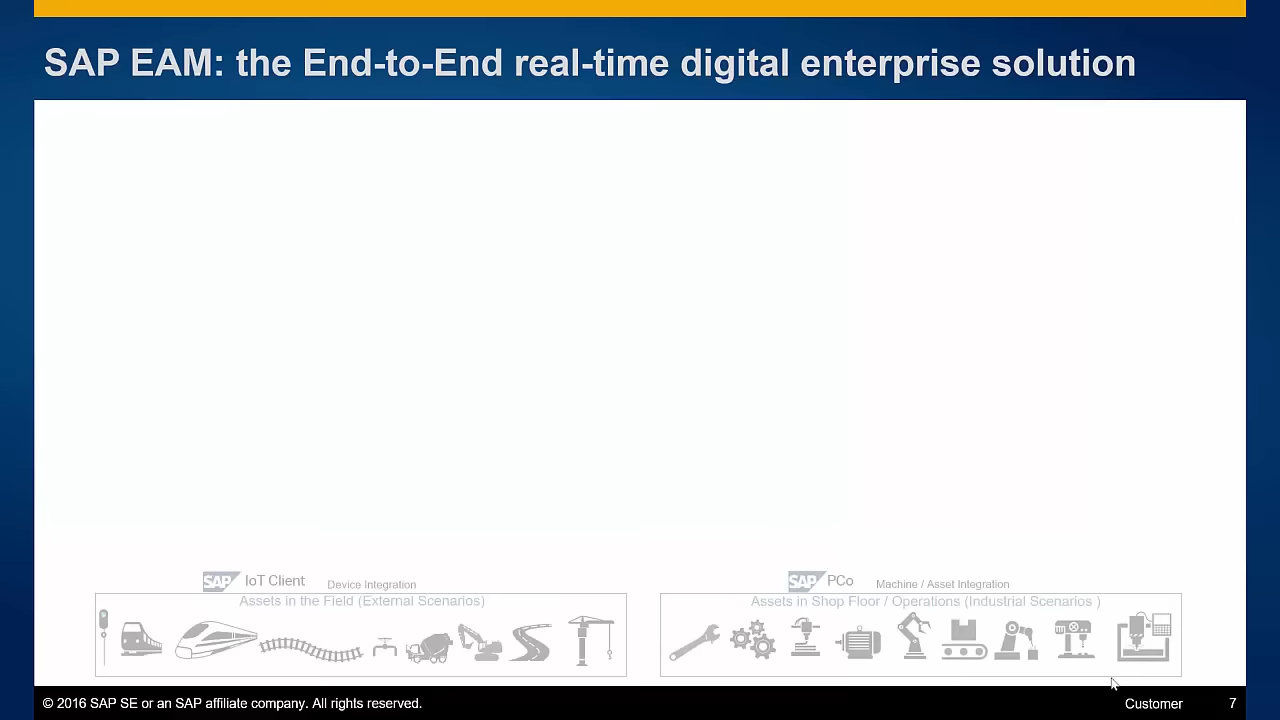 SAP EAM: the End-to-End real-time digital enterprise solution
SAP IoT Client Device Integration
Assets in the Field (External Scenarios)
SAP PCo Machine / Asset Integration
Assets in Shop Floor / Operations (Industrial Scenarios )
© 2016 SAP SE or an SAP affiliate company. All rights reserved.
Customer 7